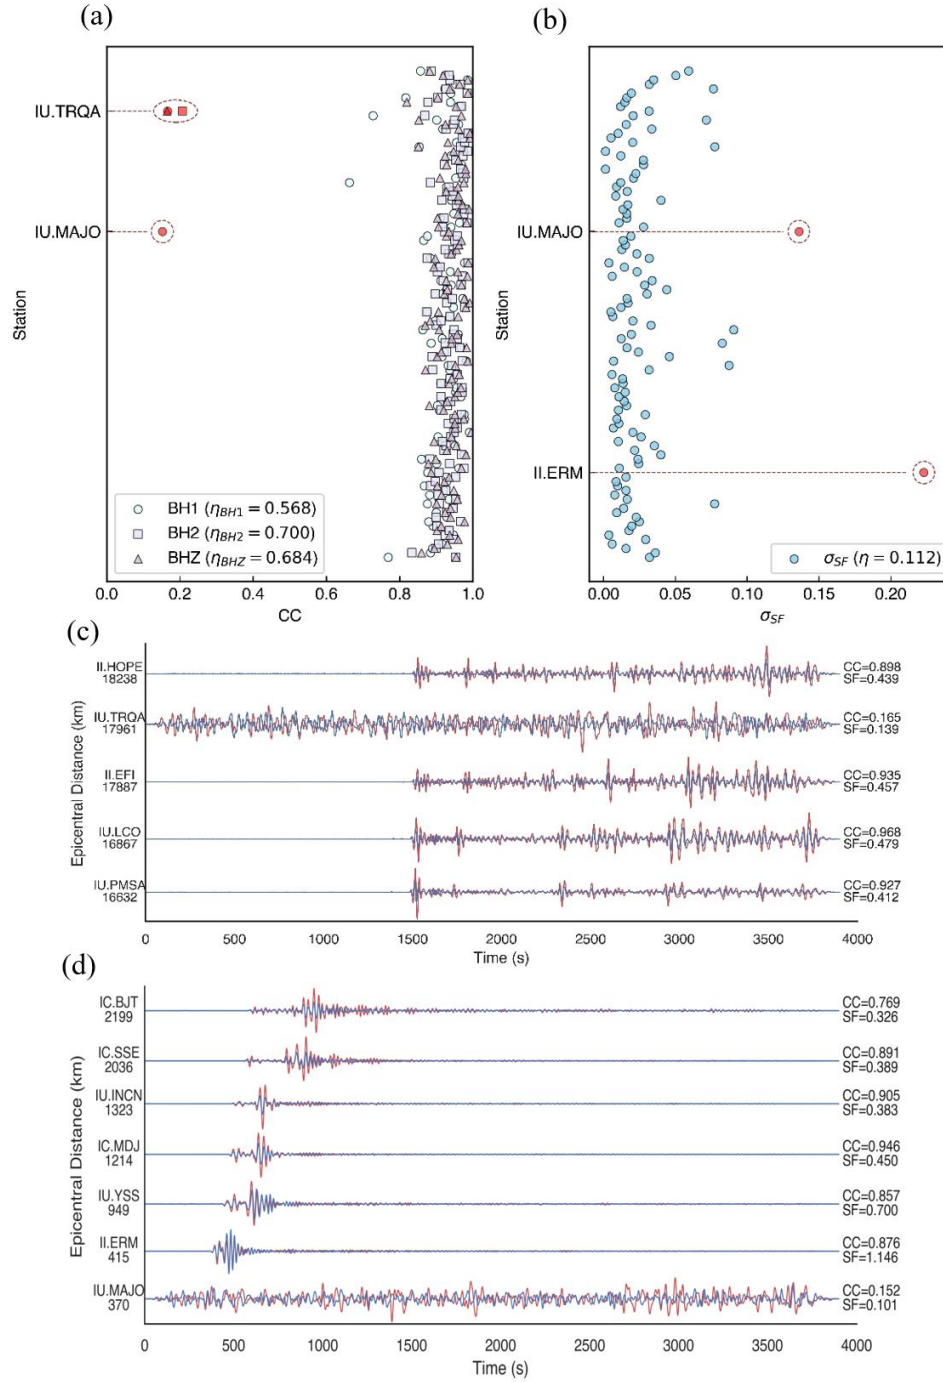 (a)
IU.TRQA
IU.MAJO
Station
BH1 (ηBH1 = 0.568)
BH2 (ηBH2 = 0.700)
BHZ (ηBHZ = 0.684)
0.0 0.2 0.4 0.6 0.8 1.0
CC
(b)
IU.MAJO
II.ERM
Station
σSF (η = 0.112)
0.00 0.05 0.10 0.15 0.20
σSF
(c)
Epicentral Distance (km)
II.HOPE
18238
CC=0.898
SF=0.439
IU.TRQA
17961
CC=0.165
SF=0.139
II.EFI
17887
CC=0.935
SF=0.457
IU.LCO
16867
CC=0.968
SF=0.479
IU.PMSA
16632
CC=0.927
SF=0.412
0 500 1000 1500 2000 2500 3000 3500 4000
Time (s)
(d)
Epicentral Distance (km)
IC.BJT
2199
CC=0.769
SF=0.326
IC.SSE
2036
CC=0.891
SF=0.389
IU.INCN
1323
CC=0.905
SF=0.383
IC.MDJ
1214
CC=0.946
SF=0.450
IU.YSS
949
CC=0.857
SF=0.700
II.ERM
415
CC=0.876
SF=1.146
IU.MAJO
370
CC=0.152
SF=0.101
0 500 1000 1500 2000 2500 3000 3500 4000
Time (s)